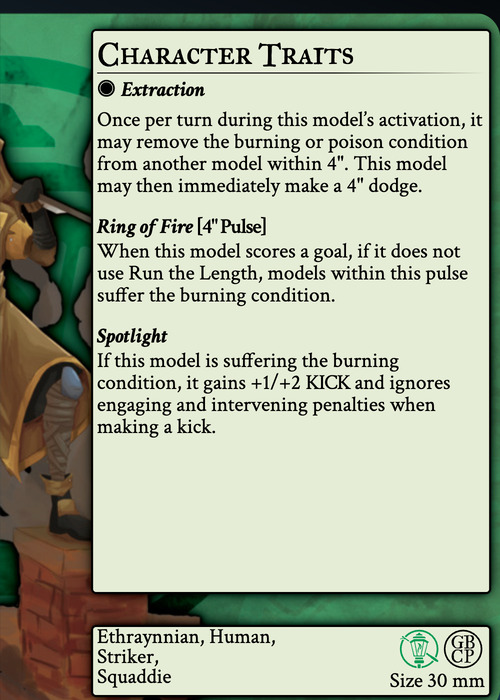 Character Traits
Extraction
Once per turn during this model's activation, it
may remove the burning or poison condition
from another model within 4". This model
may then immediately make a 4" dodge.
Ring of Fire [4" Pulse]
When this model scores a goal, if it does not
use Run the Length, models within this pulse
suffer the burning condition.
Spotlight
If this model is suffering the burning
condition, it gains +1/+2 KICK and ignores
engaging and intervening penalties when
making a kick.
Ethraynnian, Human,
Striker,
Squaddie
GB
CP
Size 30 mm